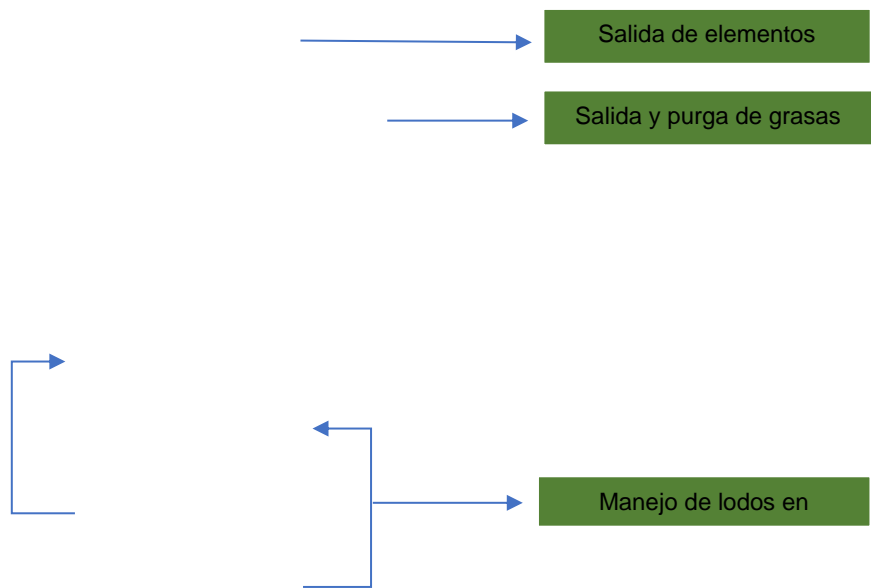 Salida de elementos
Salida y purga de grasas
Manejo de lodos en